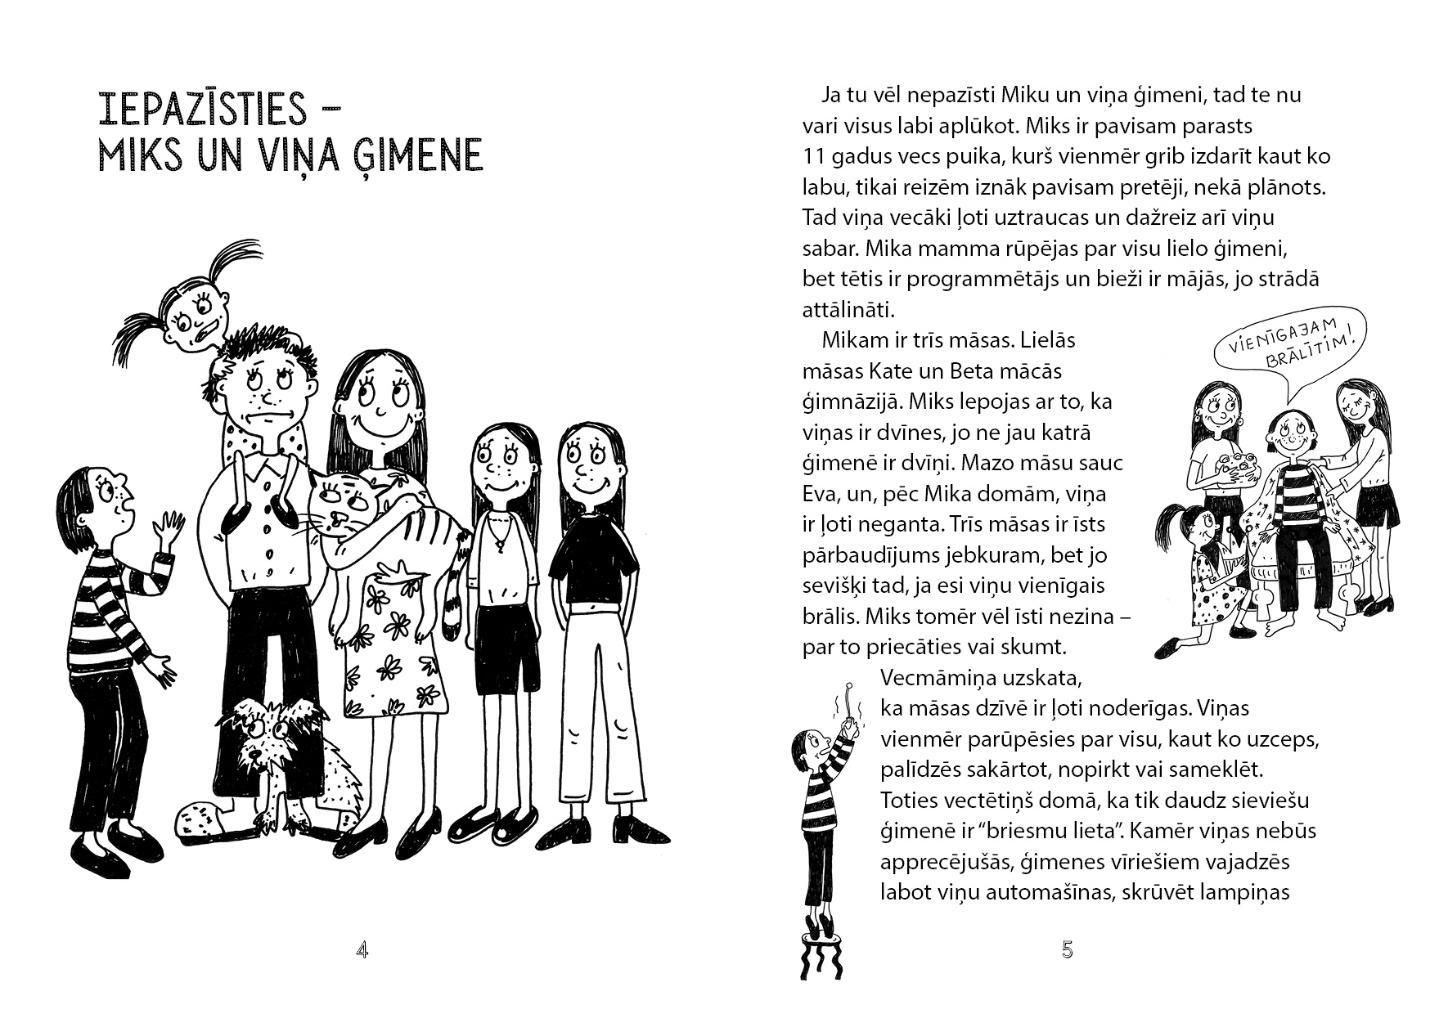 IEPAZĪSTIES –
MIKS UN VIŅA ĢIMENE
4
Ja tu vēl nepazīsti Miku un viņa ģimeni, tad te nu
vari visus labi aplūkot. Miks ir pavisam parasts
11 gadus vecs puika, kurš vienmēr grib izdarīt kaut ko
labu, tikai reizēm iznāk pavisam pretēji, nekā plānots.
Tad viņa vecāki ļoti uztraucas un dažreiz arī viņu
sabar. Mika mamma rūpējas par visu lielo ģimeni,
bet tētis ir programmētājs un bieži ir mājās, jo strādā
attālināti.
Mikam ir trīs māsas. Lielās
māsas Kate un Beta mācās
ģimnāzijā. Miks lepojas ar to, ka
viņas ir dvīnes, jo ne jau katrā
ģimenē ir dvīņi. Mazo māsu sauc
Eva, un, pēc Mika domām, viņa
ir ļoti neganta. Trīs māsas ir īsts
pārbaudījums jebkuram, bet jo
sevišķi tad, ja esi viņu vienīgais
brālis. Miks tomēr vēl īsti nezina –
par to priecāties vai skumt.
VIENĪGAJAM
BRĀLĪTIM!
Vecmāmiņa uzskata,
ka māsas dzīvē ir ļoti noderīgas. Viņas
vienmēr parūpēsies par visu, kaut ko uzceps,
palīdzēs sakārtot, nopirkt vai sameklēt.
Toties vectētiņš domā, ka tik daudz sieviešu
ģimenē ir “briesmu lieta”. Kamēr viņas nebūs
apprecējušās, ģimenes vīriešiem vajadzēs
labot viņu automašīnas, skrūvēt lampiņas
5